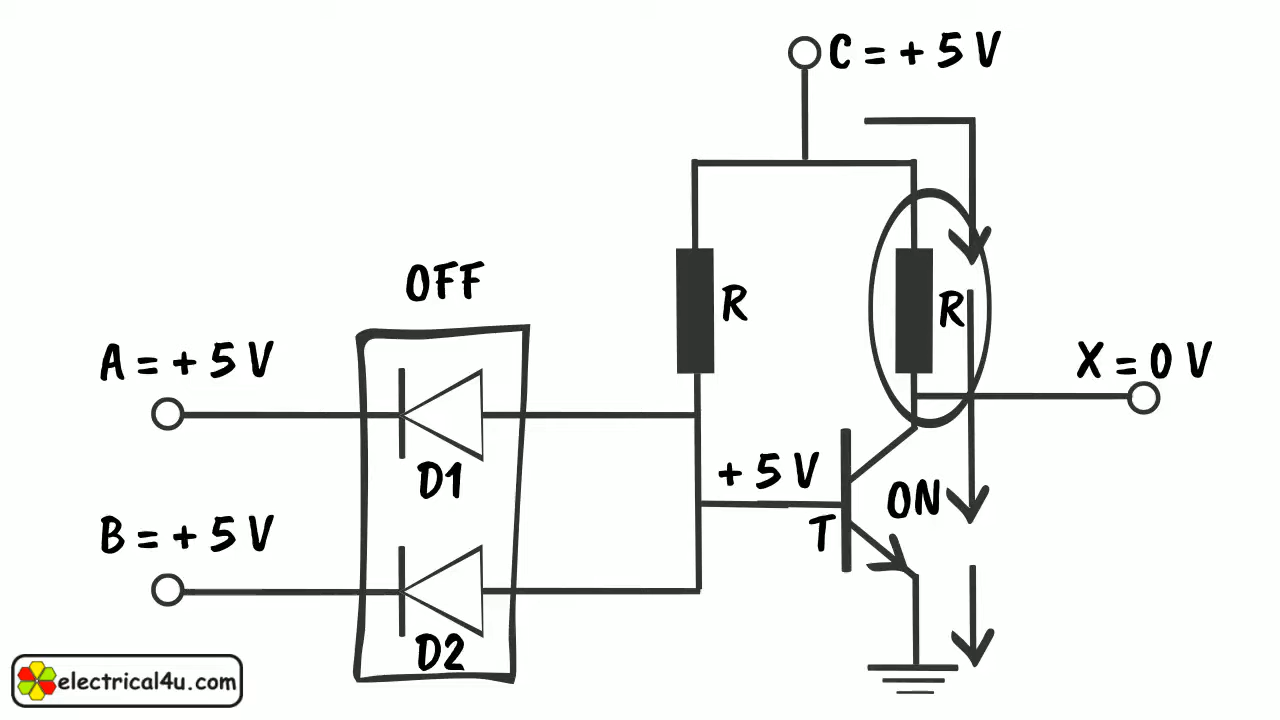 C = + 5 V
OFF
R
R
A = + 5 V
X = 0 V
D1
+ 5 V
ON
B = + 5 V
T
D2
electrical4u.com